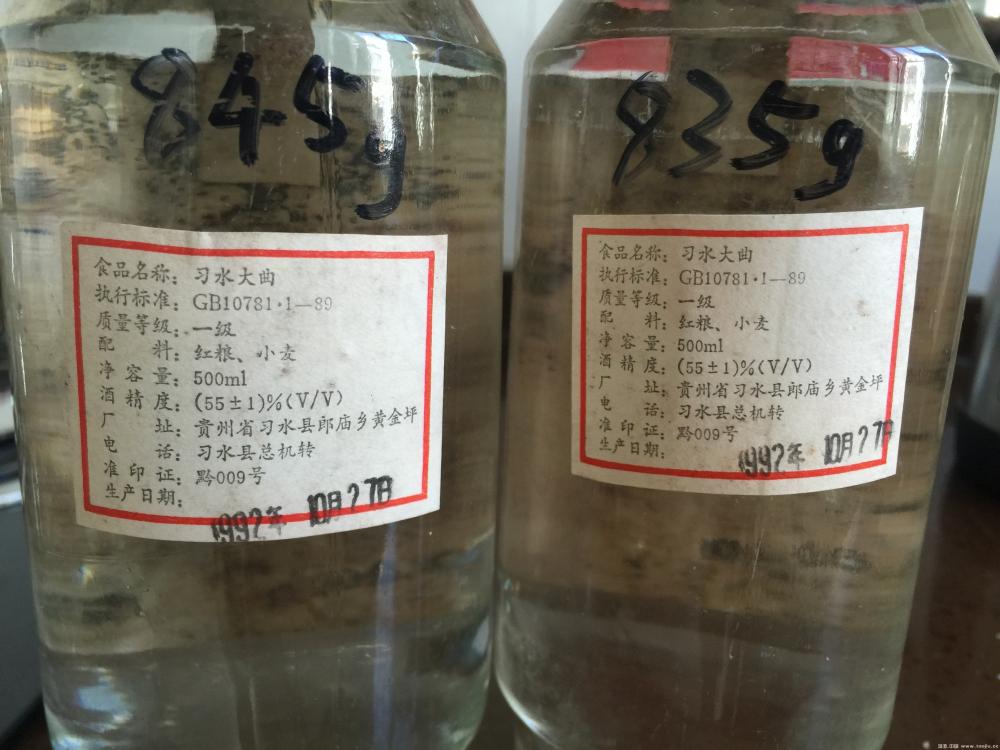 845g
食品名称: 习水大曲
执行标准: GB10781·1—89
质量等级: 一级
配 料: 红粮、小麦
净 容 量: 500ml
酒 精 度: (55±1)%(V/V)
厂 址: 贵州省习水县郎庙乡黄金坪
电 话: 习水县总机转
准 印 证: 黔009号
生产日期:
1992年 10月27日
835g
食品名称: 习水大曲
执行标准: GB10781·1—89
质量等级: 一级
配 料: 红粮、小麦
净 容 量: 500ml
酒 精 度: (55±1)%(V/V)
厂 址: 贵州省习水县郎庙乡黄金坪
电 话: 习水县总机转
准 印 证: 黔009号
生产日期:
1992年 10月27日